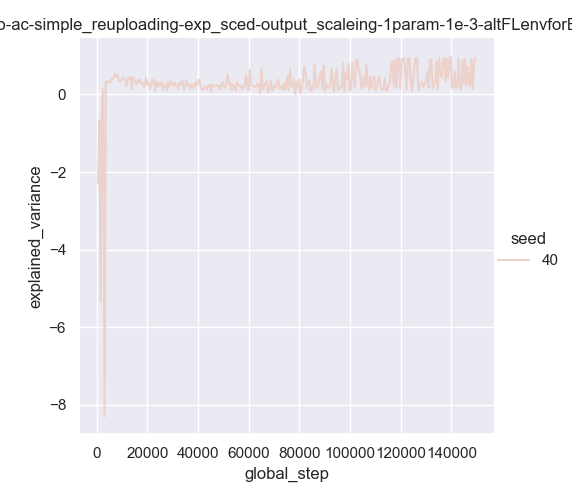 -ac-simple_reuploading-exp_sced-output_scaleing-1param-1e-3-altFLenvfor
0
−2
−4
−6
−8
explained_variance
0 20000 40000 60000 80000 100000 120000 140000
global_step
seed
40